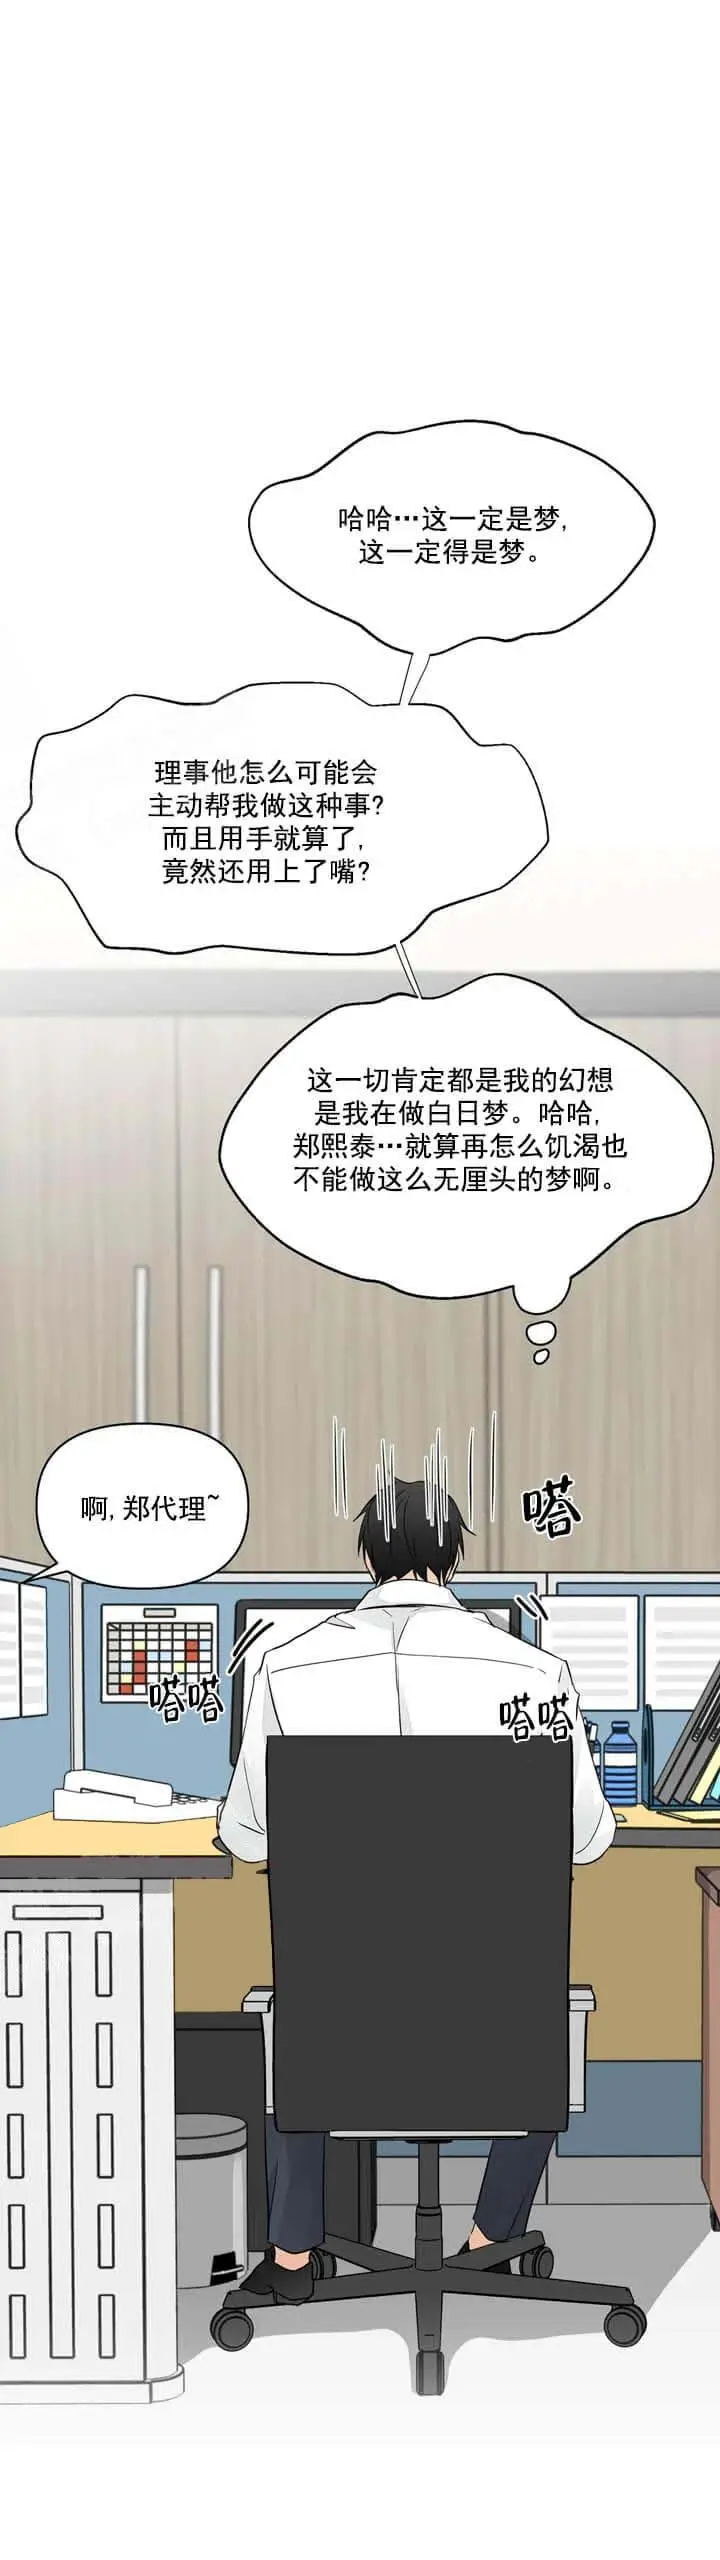 哈哈…这一定是梦,
这一定得是梦。
理事他怎么可能会
主动帮我做这种事?
而且用手就算了,
竟然还用上了嘴?
这一切肯定都是我的幻想
是我在做白日梦。哈哈,
郑熙泰…就算再怎么饥渴也
不能做这么无厘头的梦啊。
啊,郑代理~
嗒
嗒嗒
嗒嗒